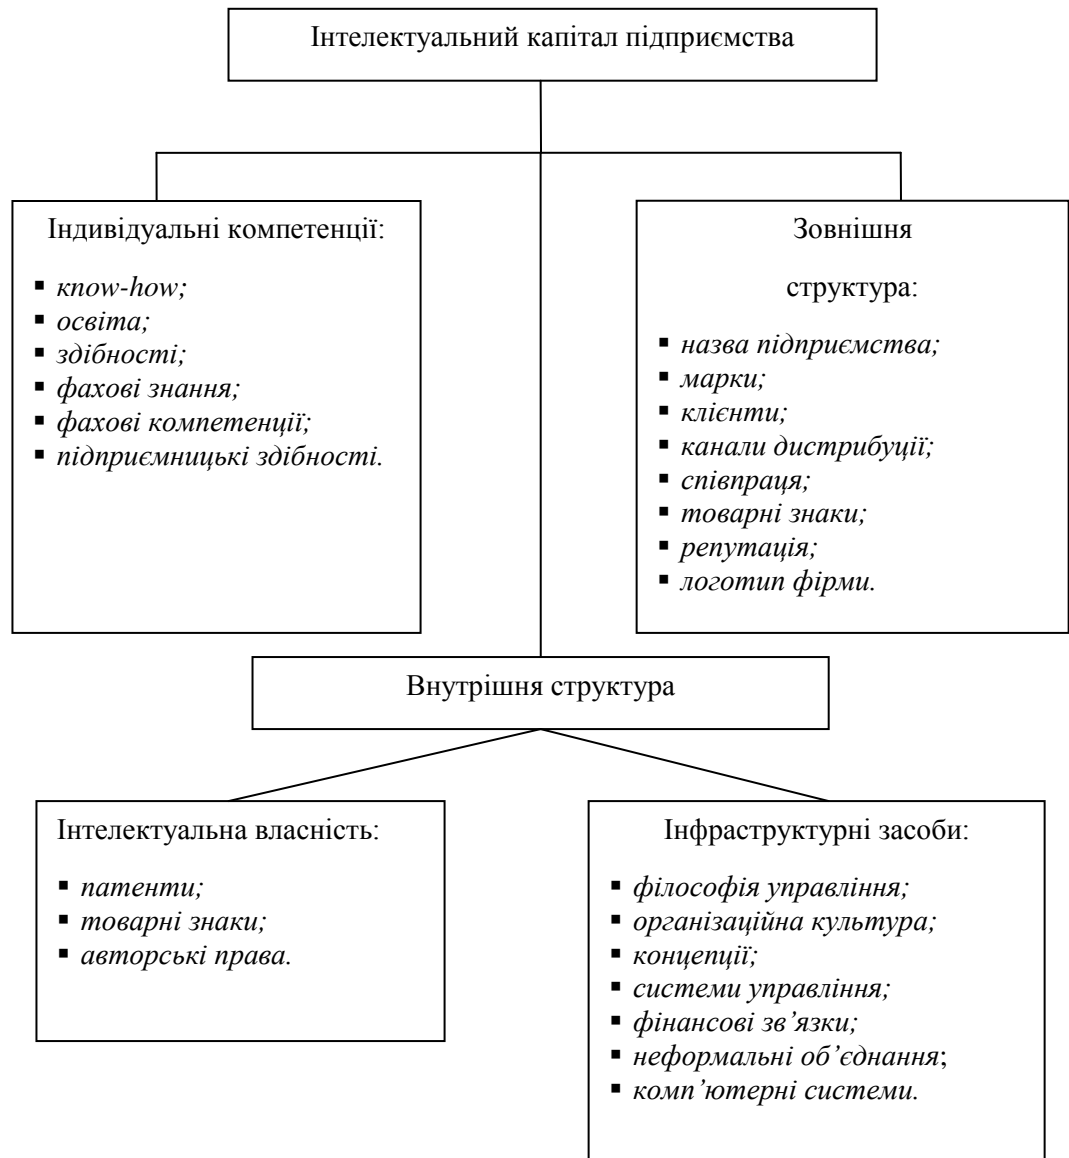 Інтелектуальний капітал підприємства
Індивідуальні компетенції:
▪ кnow-how;
▪ освіта;
▪ здібності;
▪ фахові знання;
▪ фахові компетенції;
▪ підприємницькі здібності.
Зовнішня
структура:
▪ назва підприємства;
▪ марки;
▪ клієнти;
▪ канали дистрибуції;
▪ співпраця;
▪ товарні знаки;
▪ репутація;
▪ логотип фірми.
Внутрішня структура
Інтелектуальна власність:
▪ патенти;
▪ товарні знаки;
▪ авторські права.
Інфраструктурні засоби:
▪ філософія управління;
▪ організаційна культура;
▪ концепції;
▪ системи управління;
▪ фінансові зв’язки;
▪ неформальні об’єднання;
▪ комп’ютерні системи.